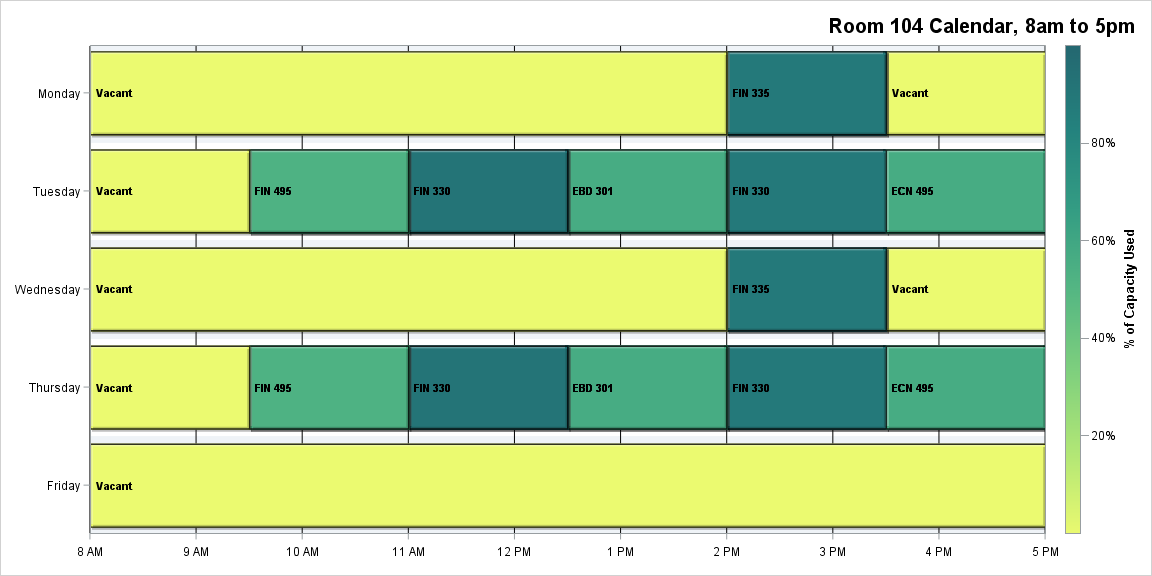 Room 104 Calendar, 8am to 5pm
Monday
Vacant
FIN 335
Vacant
Tuesday
Vacant
FIN 495
FIN 330
EBD 301
FIN 330
ECN 495
Wednesday
Vacant
FIN 335
Vacant
Thursday
Vacant
FIN 495
FIN 330
EBD 301
FIN 330
ECN 495
Friday
Vacant
8 AM
9 AM
10 AM
11 AM
12 PM
1 PM
2 PM
3 PM
4 PM
5 PM
80%
60%
40%
20%
% of Capacity Used